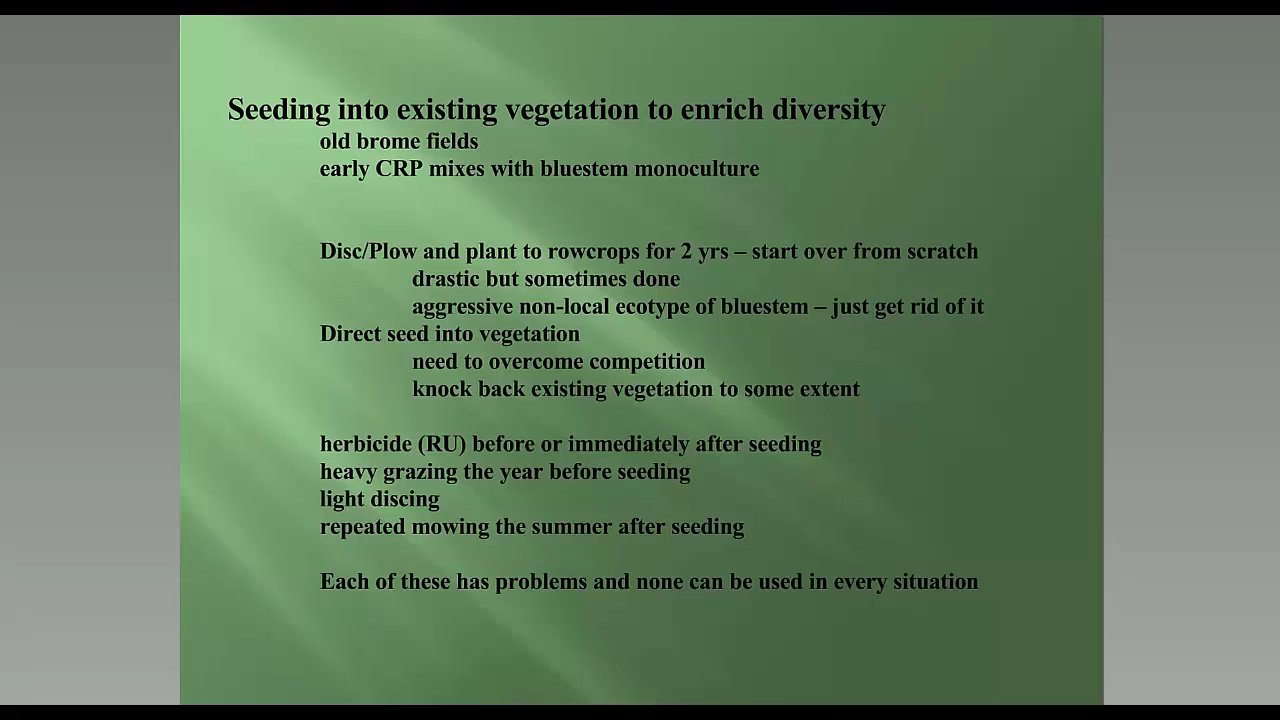 Seeding into existing vegetation to enrich diversity
old brome fields
early CRP mixes with bluestem monoculture
Disc/Plow and plant to rowcrops for 2 yrs – start over from scratch
drastic but sometimes done
aggressive non-local ecotype of bluestem – just get rid of it
Direct seed into vegetation
need to overcome competition
knock back existing vegetation to some extent
herbicide (RU) before or immediately after seeding
heavy grazing the year before seeding
light discing
repeated mowing the summer after seeding
Each of these has problems and none can be used in every situation